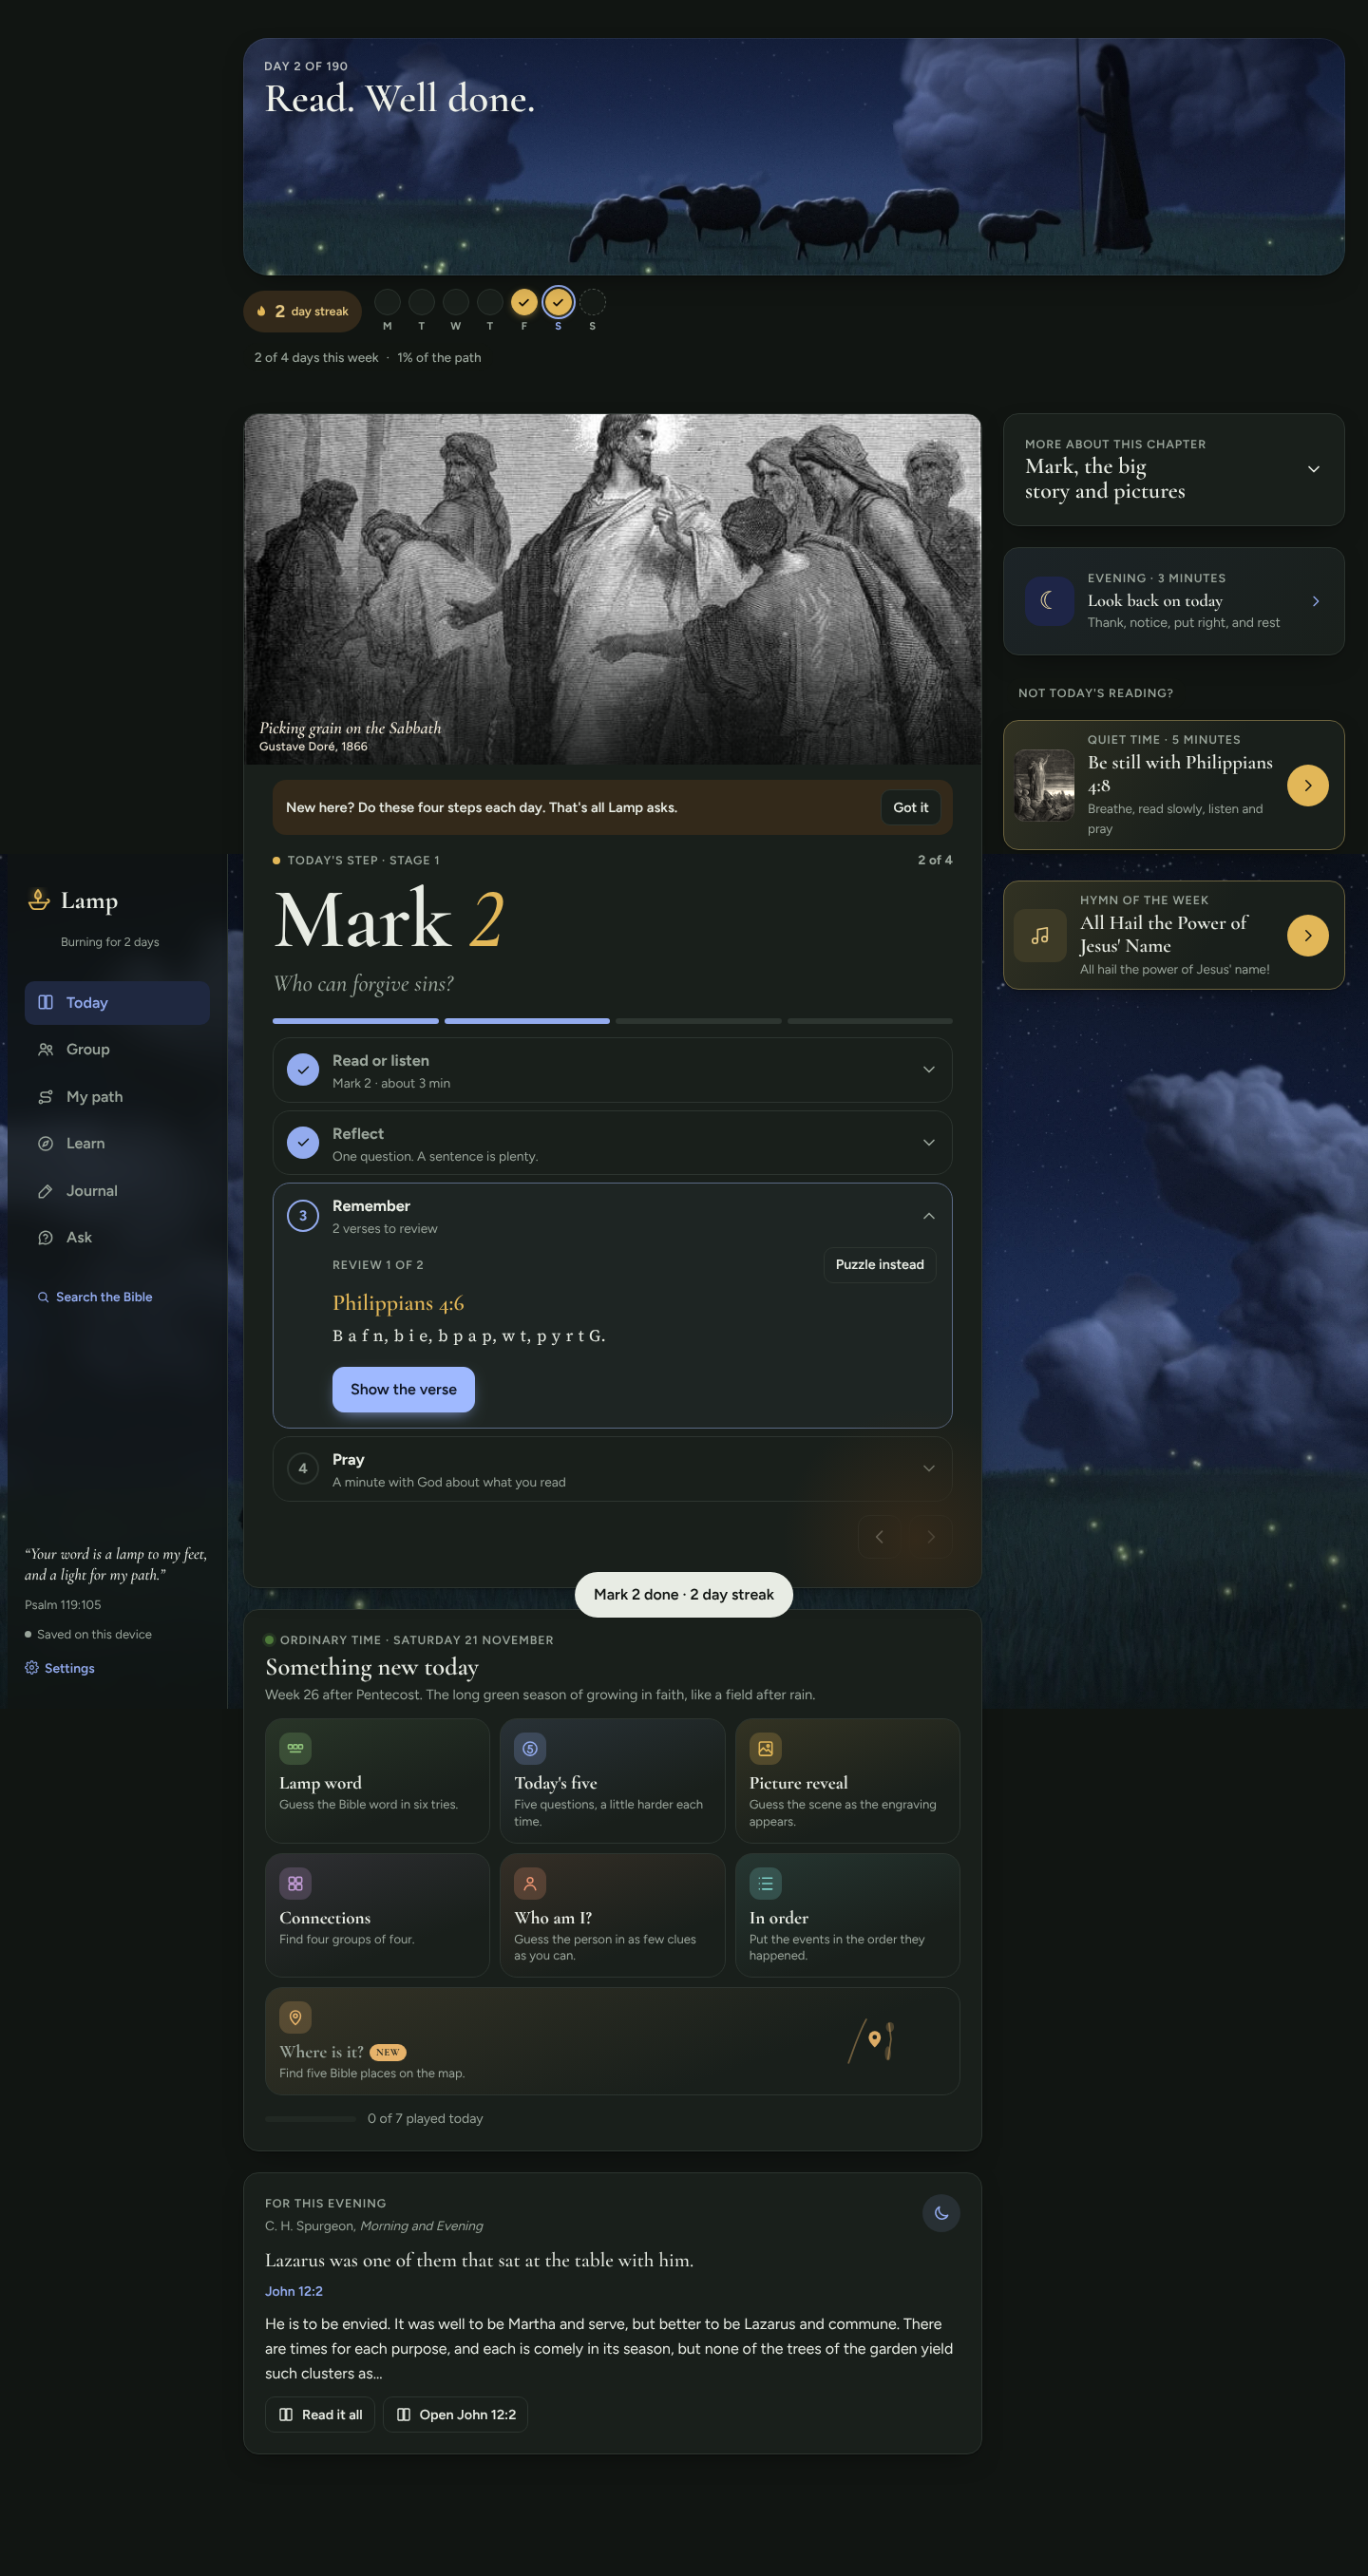 DAY 2 OF 190
Read. Well done.
2 day streak
M T W T F S S
2 of 4 days this week · 1% of the path
Picking grain on the Sabbath
Gustave Doré, 1866
New here? Do these four steps each day. That's all Lamp asks.
Got it
TODAY'S STEP · STAGE 1
2 of 4
Mark 2
Who can forgive sins?
Read or listen
Mark 2 · about 3 min
Reflect
One question. A sentence is plenty.
3
Remember
2 verses to review
REVIEW 1 OF 2
Puzzle instead
Philippians 4:6
B a f n, b i e, b p a p, w t, p y r t G.
Show the verse
4
Pray
A minute with God about what you read
Mark 2 done · 2 day streak
MORE ABOUT THIS CHAPTER
Mark, the big
story and pictures
EVENING · 3 MINUTES
Look back on today
Thank, notice, put right, and rest
NOT TODAY'S READING?
QUIET TIME · 5 MINUTES
Be still with Philippians
4:8
Breathe, read slowly, listen and
pray
HYMN OF THE WEEK
All Hail the Power of
Jesus' Name
All hail the power of Jesus' name!
Lamp
Burning for 2 days
Today
Group
My path
Learn
Journal
Ask
Search the Bible
“Your word is a lamp to my feet,
and a light for my path.”
Psalm 119:105
Saved on this device
Settings
ORDINARY TIME · SATURDAY 21 NOVEMBER
Something new today
Week 26 after Pentecost. The long green season of growing in faith, like a field after rain.
Lamp word
Guess the Bible word in six tries.
5
Today's five
Five questions, a little harder each
time.
Picture reveal
Guess the scene as the engraving
appears.
Connections
Find four groups of four.
Who am I?
Guess the person in as few clues
as you can.
In order
Put the events in the order they
happened.
Where is it? NEW
Find five Bible places on the map.
0 of 7 played today
FOR THIS EVENING
C. H. Spurgeon, Morning and Evening
Lazarus was one of them that sat at the table with him.
John 12:2
He is to be envied. It was well to be Martha and serve, but better to be Lazarus and commune. There
are times for each purpose, and each is comely in its season, but none of the trees of the garden yield
such clusters as…
Read it all
Open John 12:2